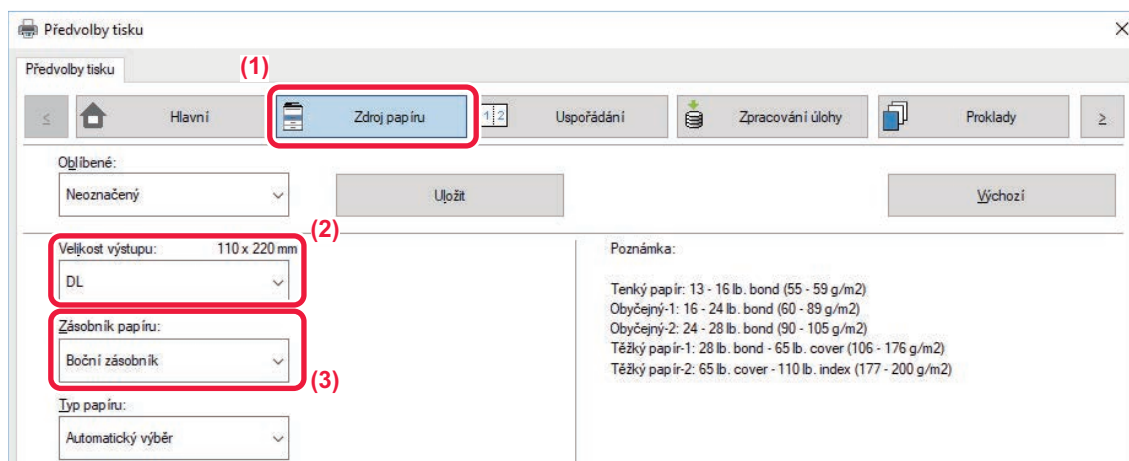 Předvolby tisku
Předvolby tisku
(1)
<
Hlavní
Zdroj papíru
1 2
Uspořádání
Zpracování úlohy
Proklady
>
Oblíbené:
Neoznačený
Uložit
Výchozí
(2)
Velikost výstupu: 110 x 220 mm
DL
Zásobník papíru:
Boční zásobník
(3)
Typ papíru:
Automatický výběr
Poznámka:
Tenký papír: 13 - 16 lb. bond (55 - 59 g/m2)
Obyčejný-1: 16 - 24 lb. bond (60 - 89 g/m2)
Obyčejný-2: 24 - 28 lb. bond (90 - 105 g/m2)
Těžký papír-1: 28 lb. bond - 65 lb. cover (106 - 176 g/m2)
Těžký papír-2: 65 lb. cover - 110 lb. index (177 - 200 g/m2)